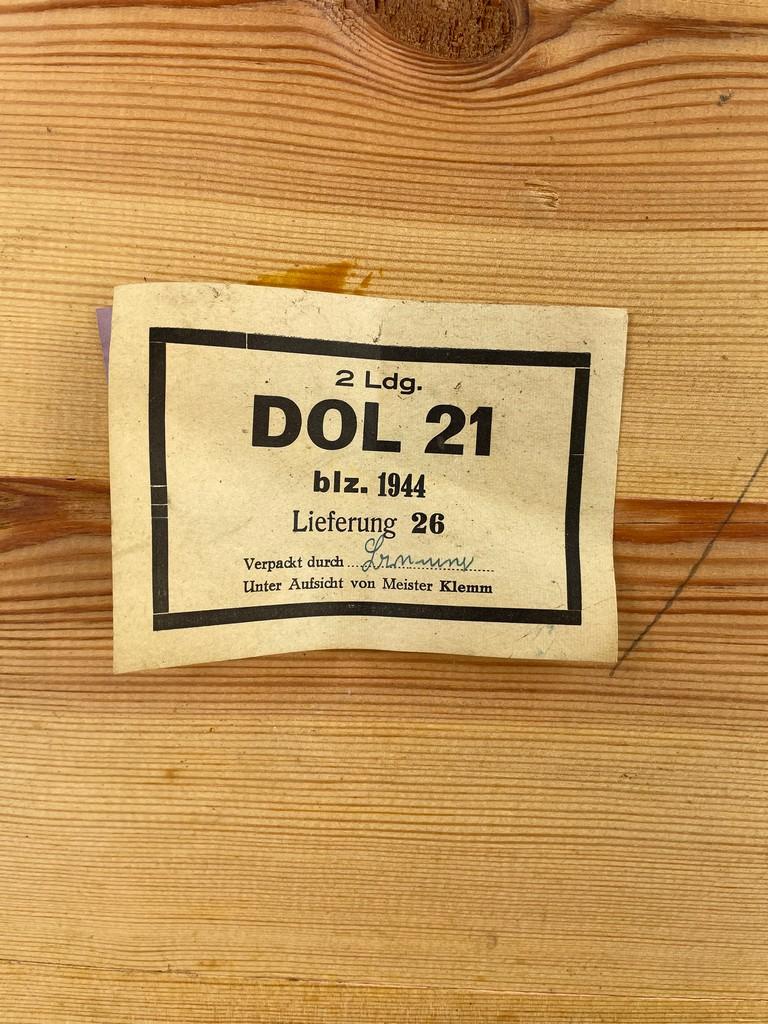 2 Ldg.
DOL 21
blz. 1944
Lieferung 26
Verpackt durch
Unter Aufsicht von Meister Klemm